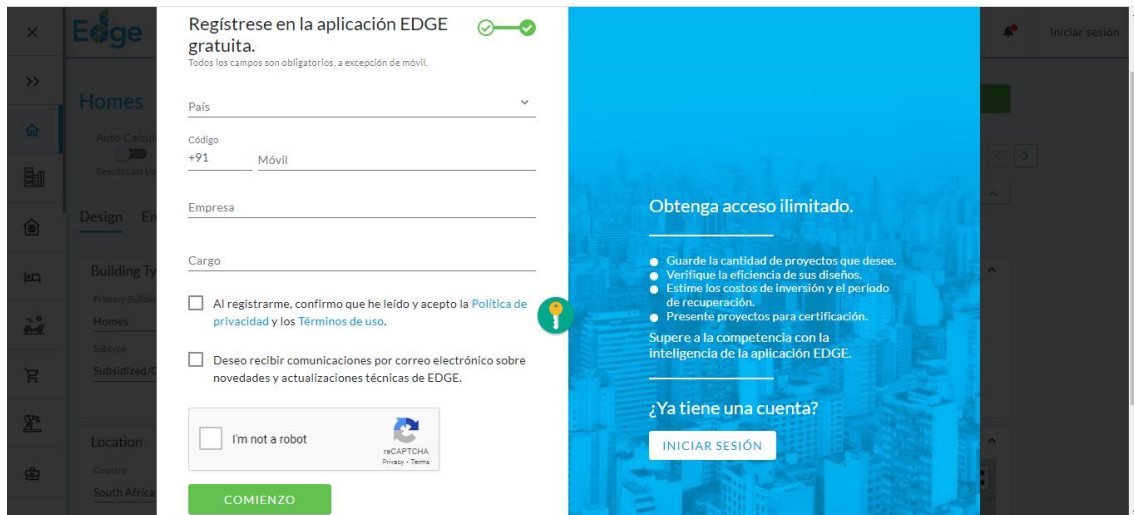 Edge
Iniciar sesión
Homes
Auto-Calcul
Results Last Up
Design En
Building Ty
Primary Buildin
Homes
Subtype
Subsidized/O
Location
Country
South Africa
Regístrese en la aplicación EDGE
gratuita.
Todos los campos son obligatorios, a excepción de móvil.
País
Código
+91 Móvil
Empresa
Cargo
Al registrarme, confirmo que he leído y acepto la Política de
privacidad y los Términos de uso.
Deseo recibir comunicaciones por correo electrónico sobre
novedades y actualizaciones técnicas de EDGE.
I'm not a robot
reCAPTCHA
Privacy - Terms
COMIENZO
Obtenga acceso ilimitado.
Guarde la cantidad de proyectos que desee.
Verifique la eficiencia de sus diseños.
Estime los costos de inversión y el período
de recuperación.
Presente proyectos para certificación.
Supere a la competencia con la
inteligencia de la aplicación EDGE.
¿Ya tiene una cuenta?
INICIAR SESIÓN